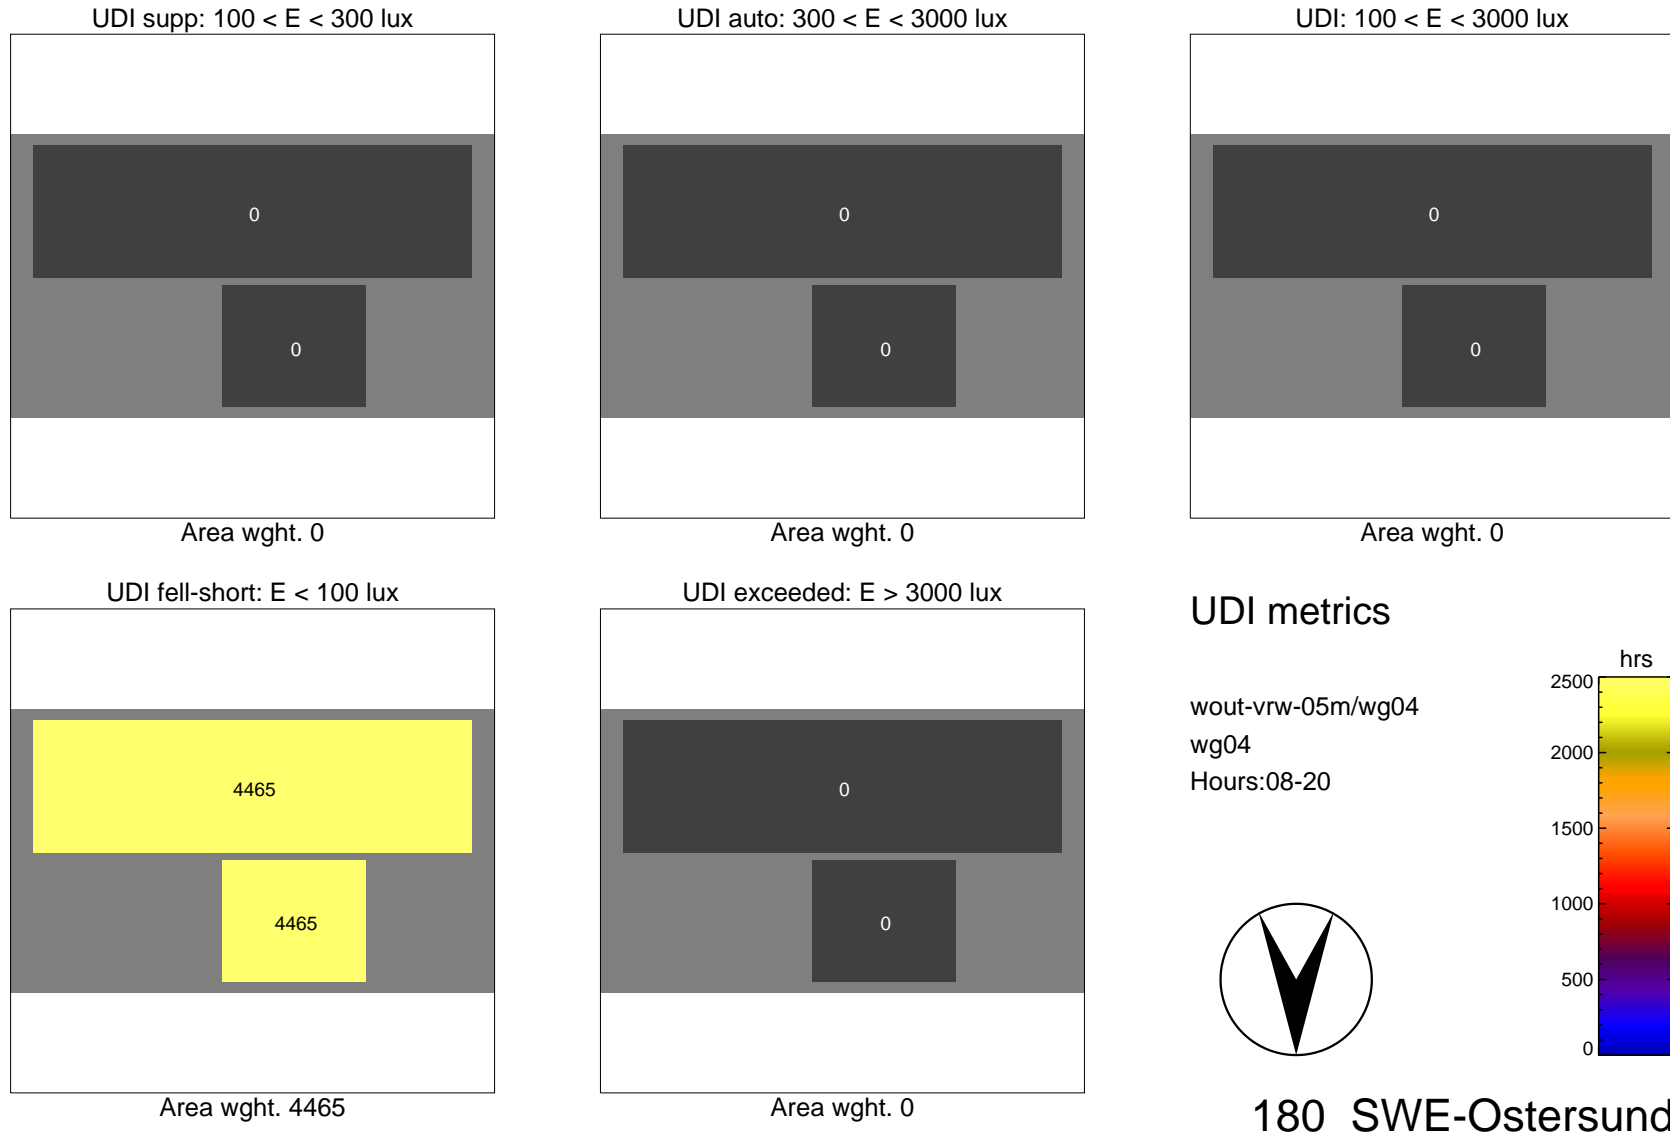 UDI supp: 100 < E < 300 lux
UDI auto: 300 < E < 3000 lux
UDI: 100 < E < 3000 lux
0
0
0
0
0
0
Area wght. 0
Area wght. 0
Area wght. 0
UDI fell-short: E < 100 lux
UDI exceeded: E > 3000 lux
4465
0
4465
0
Area wght. 4465
Area wght. 0
UDI metrics
wout-vrw-05m/wg04
wg04
Hours:08-20
hrs
2500
2000
1500
1000
500
0
180 SWE-Ostersund